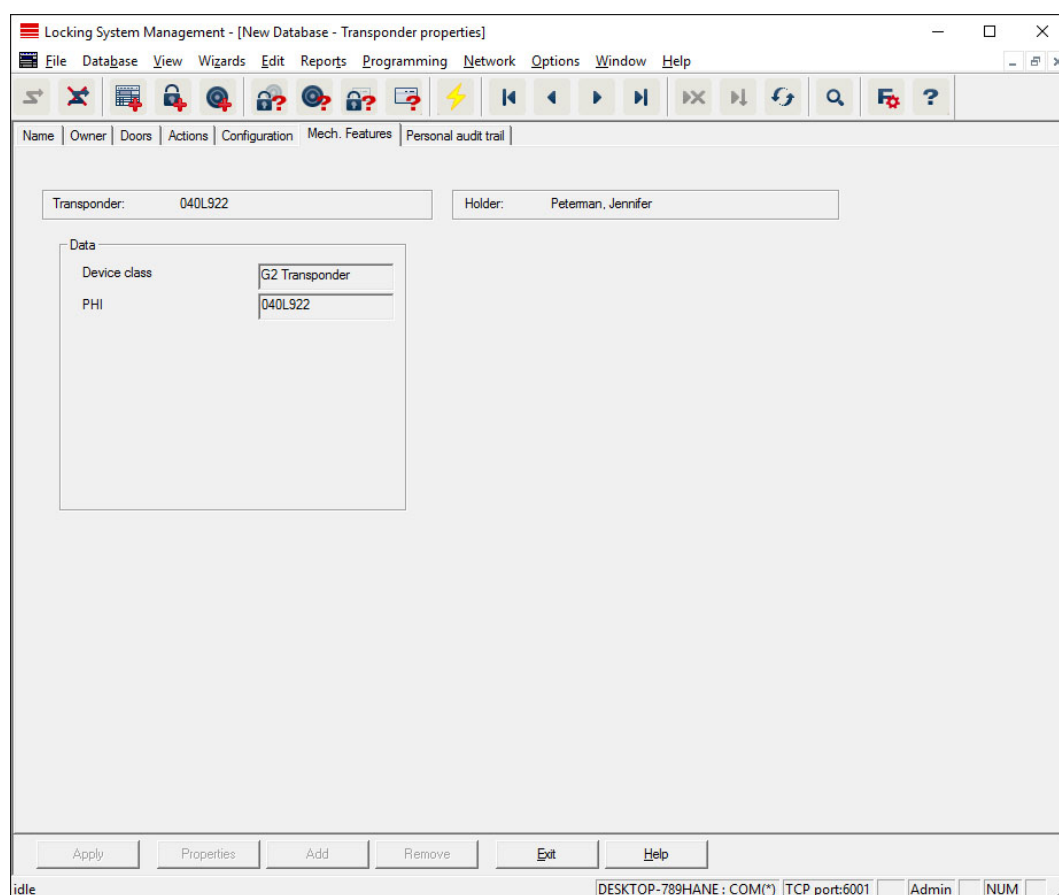 Locking System Management - [New Database - Transponder properties]
File Database View Wizards Edit Reports Programming Network Options Window Help
Name Owner Doors Actions Configuration Mech. Features Personal audit trail
Transponder: 040L922 Holder: Peterman, Jennifer
Data
Device class G2 Transponder
PHI 040L922
Apply Properties Add Remove Exit Help
idle DESKTOP-789HANE : COM(*) TCP port:6001 Admin NUM